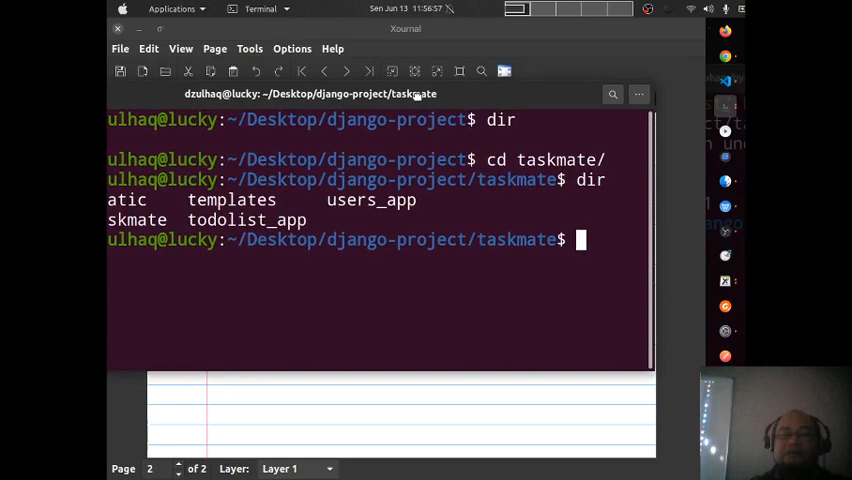 Applications Terminal Sen Jun 13 11:56:57
Xournal
File Edit View Page Tools Options Help
dzulhaq@lucky: ~/Desktop/django-project/taskmate
ulhaq@lucky:~/Desktop/django-project$ dir
ulhaq@lucky:~/Desktop/django-project$ cd taskmate/
ulhaq@lucky:~/Desktop/django-project/taskmate$ dir
atic templates users_app
skmate todolist_app
ulhaq@lucky:~/Desktop/django-project/taskmate$
Page 2 of 2 Layer: Layer 1